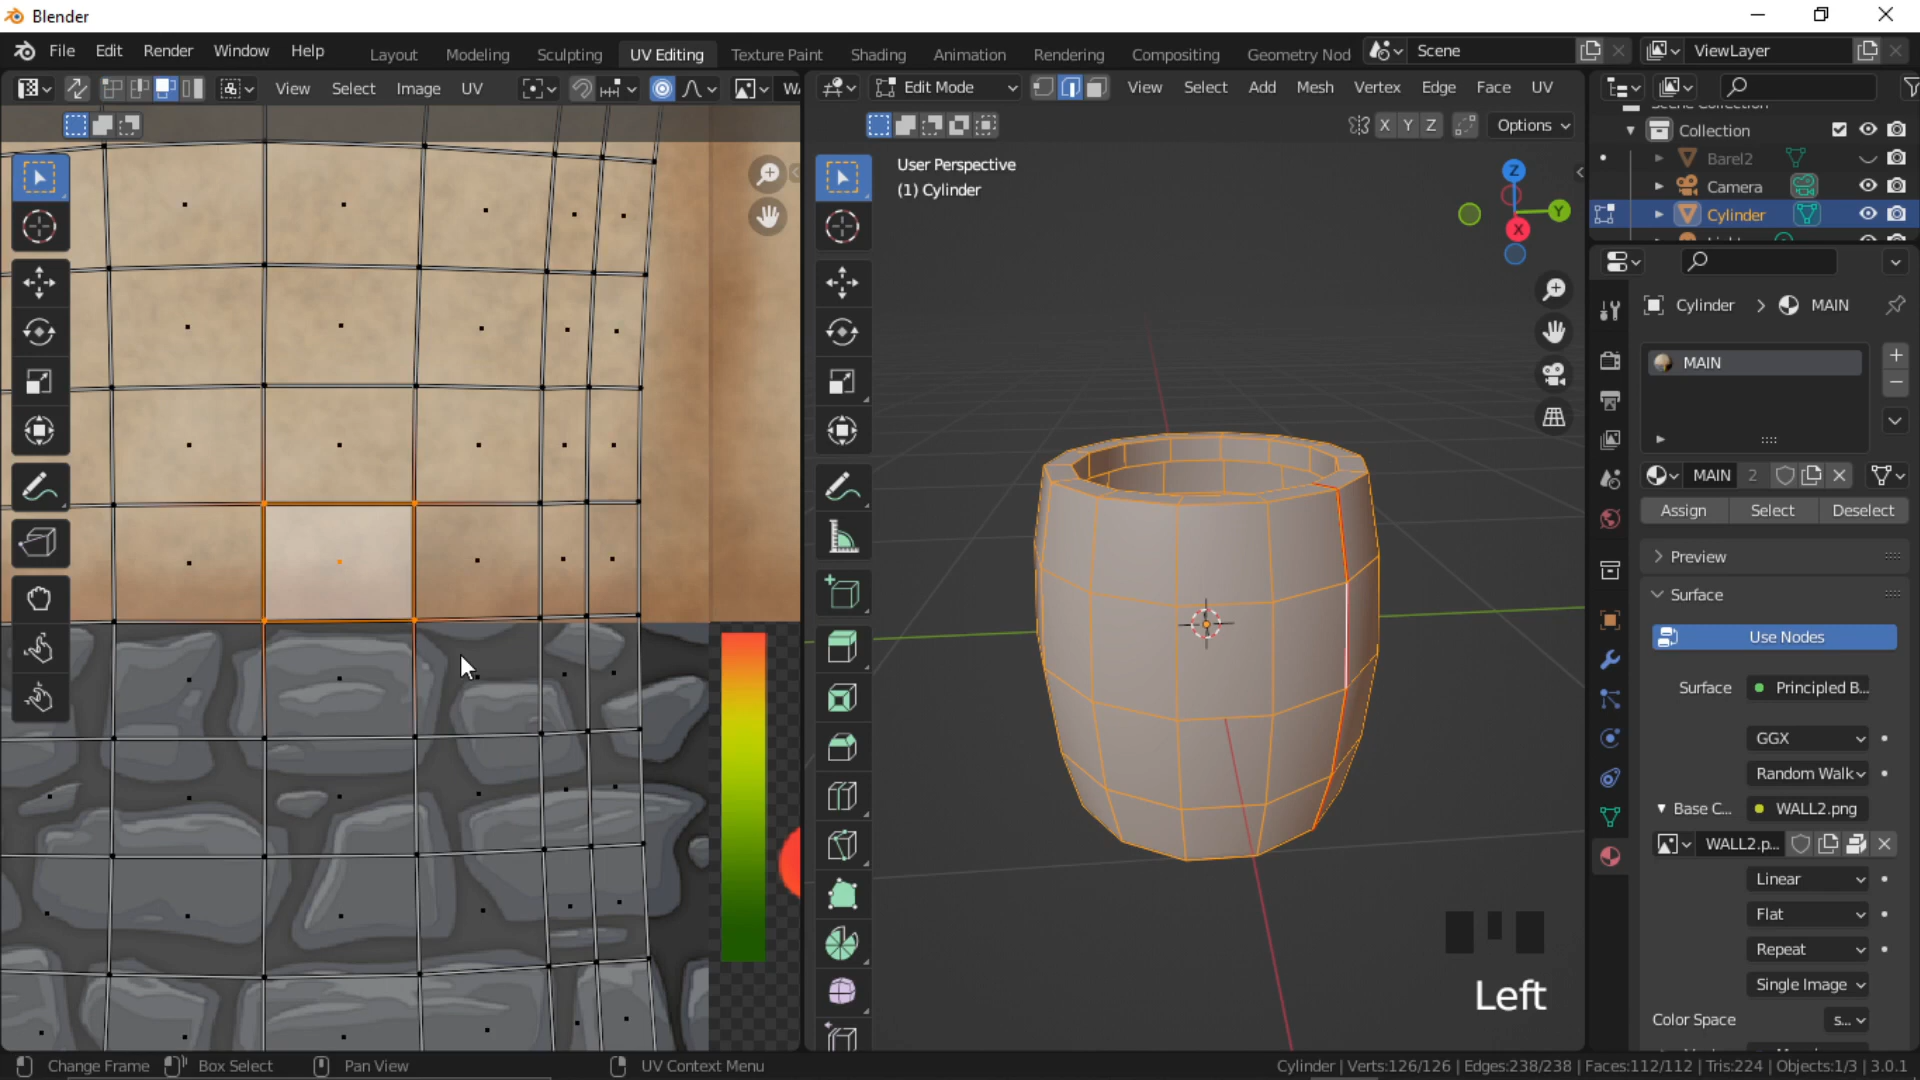 Blender
File Edit Render Window Help Layout Modeling Sculpting UV Editing Texture Paint Shading Animation Rendering Compositing Geometry Nod Scene ViewLayer
View Select Image UV Edit Mode View Select Add Mesh Vertex Edge Face UV
X Y Z Options
Collection
User Perspective
(1) Cylinder
Barel2
Camera
Cylinder
Z
Y
X
Cylinder > MAIN
MAIN
MAIN 2
Assign Select Deselect
Preview
Surface
Use Nodes
Surface Principled B...
GGX
Random Walk
Base C... WALL2.png
WALL2.p...
Linear
Flat
Repeat
Single Image
Left
Color Space s...
Change Frame Box Select Pan View UV Context Menu Cylinder | Verts:126/126 | Edges:238/238 | Faces:112/112 | Tris:224 | Objects:1/3 | 3.0.1